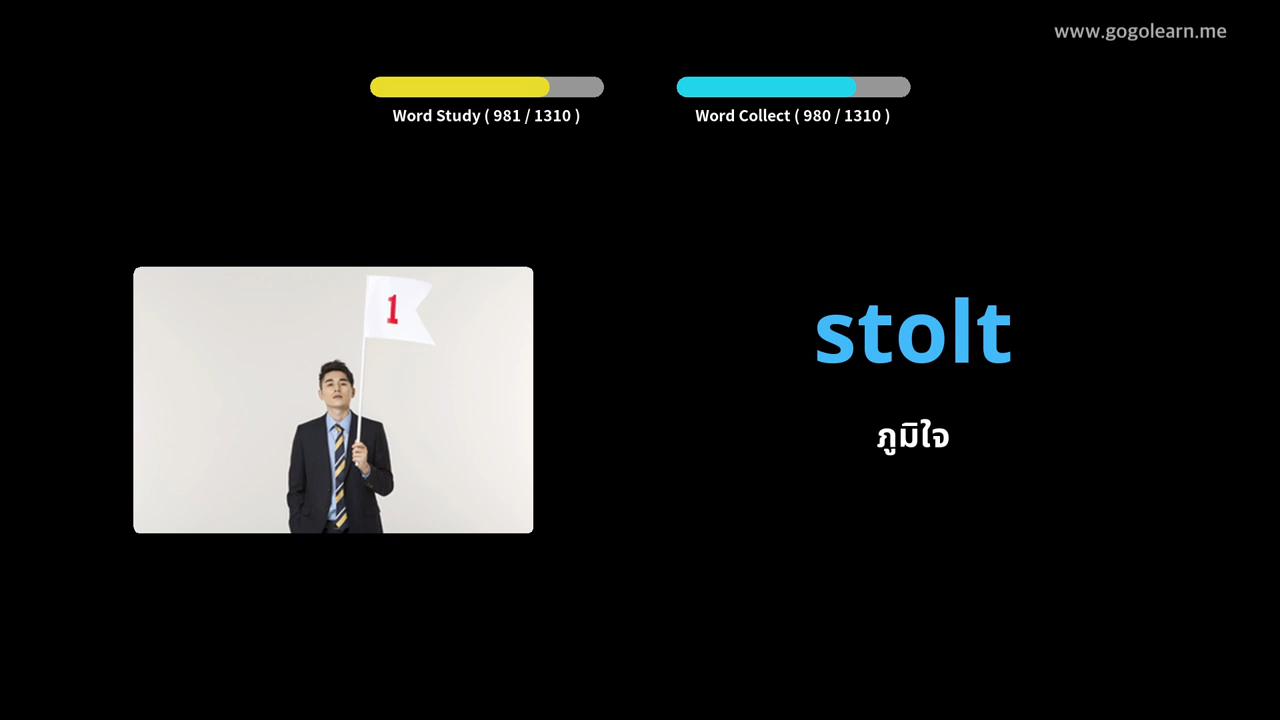 www.gogolearn.me
Word Study ( 981 / 1310 )
Word Collect ( 980 / 1310 )
1
stolt
ภูมิใจ